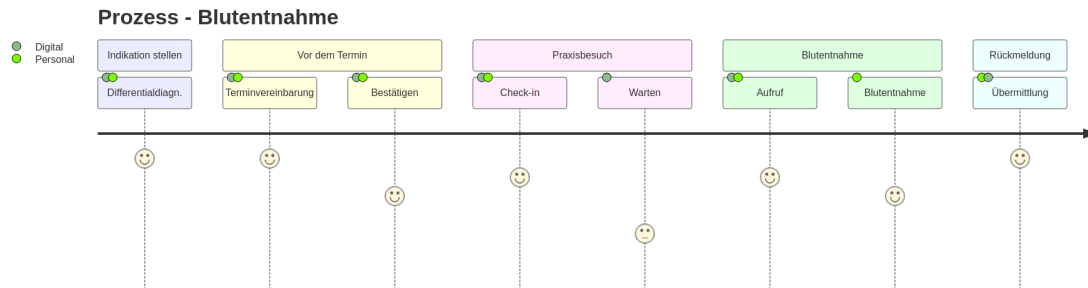 Prozess - Blutentnahme
Digital
Personal
Indikation stellen
Vor dem Termin
Praxisbesuch
Blutentnahme
Rückmeldung
Differentialdiagn.
Terminvereinbarung
Bestätigen
Check-in
Warten
Aufruf
Blutentnahme
Übermittlung